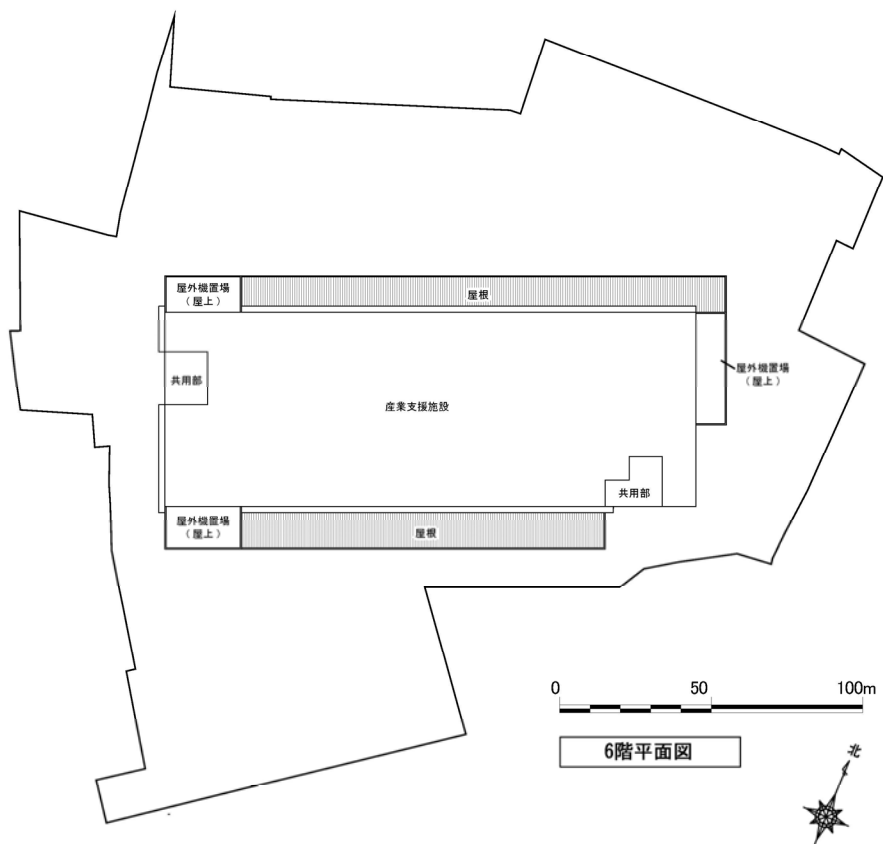 屋外機置場
（屋上）
屋根
共用部
産業支援施設
屋外機置場
（屋上）
共用部
屋外機置場
（屋上）
屋根
0 50 100m
6階平面図
北